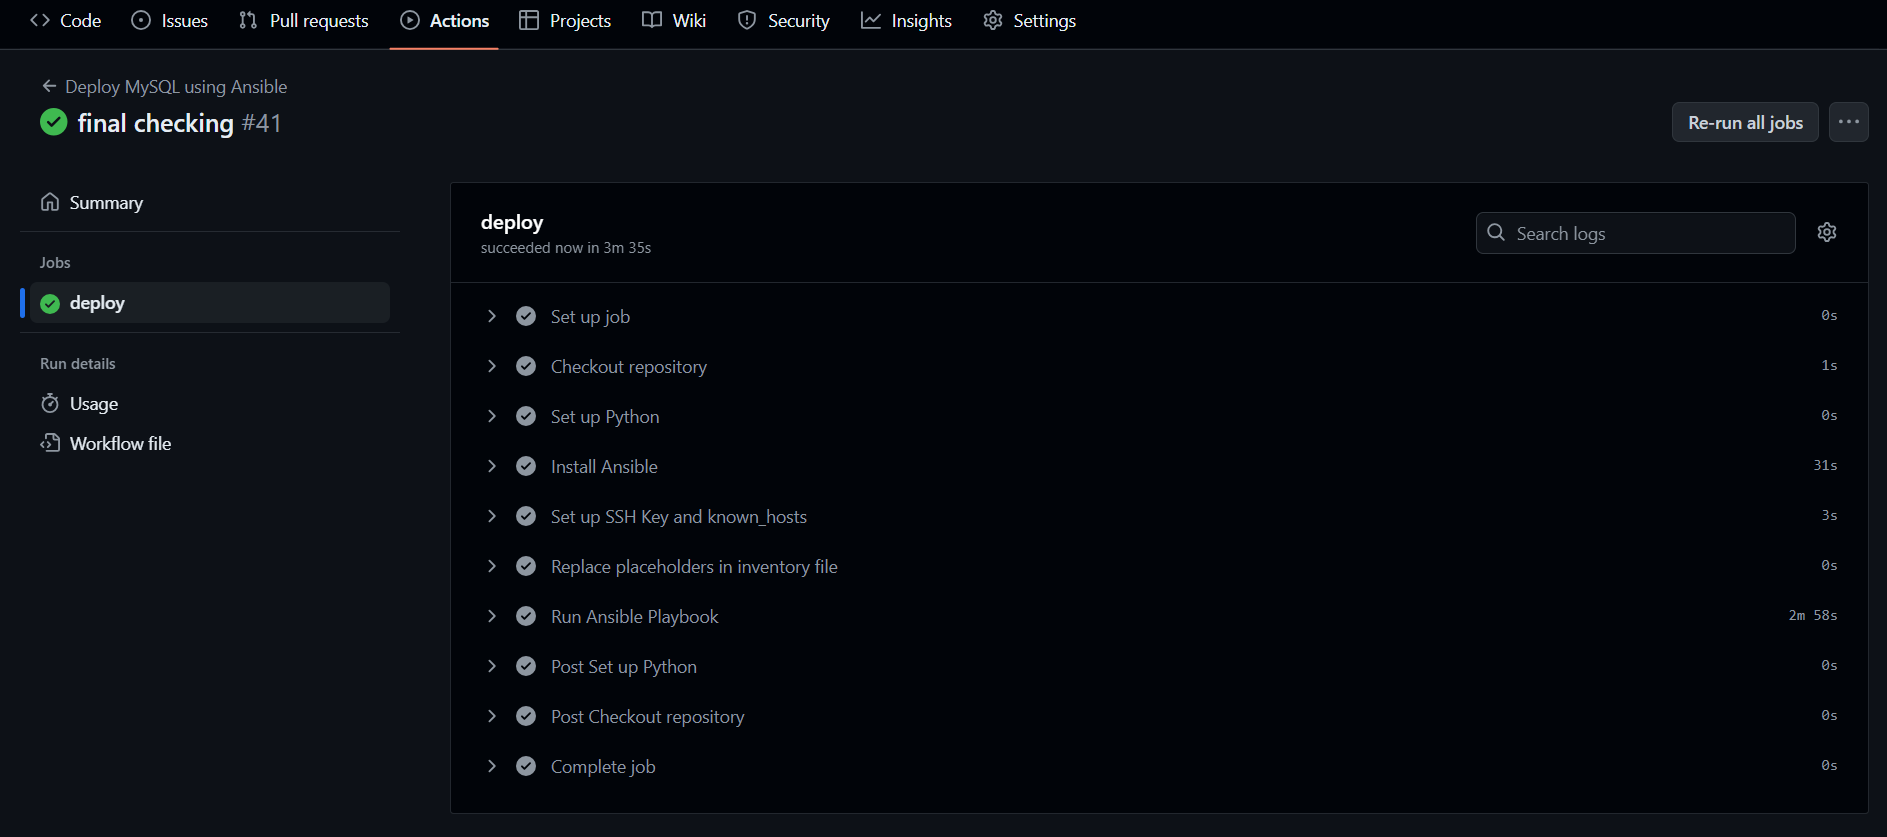 Code Issues Pull requests Actions Projects Wiki Security Insights Settings
Deploy MySQL using Ansible
final checking #41
Re-run all jobs
Summary
Jobs
deploy
Run details
Usage
Workflow file
deploy
succeeded now in 3m 35s
Search logs
Set up job 0s
Checkout repository 1s
Set up Python 0s
Install Ansible 31s
Set up SSH Key and known_hosts 3s
Replace placeholders in inventory file 0s
Run Ansible Playbook 2m 58s
Post Set up Python 0s
Post Checkout repository 0s
Complete job 0s